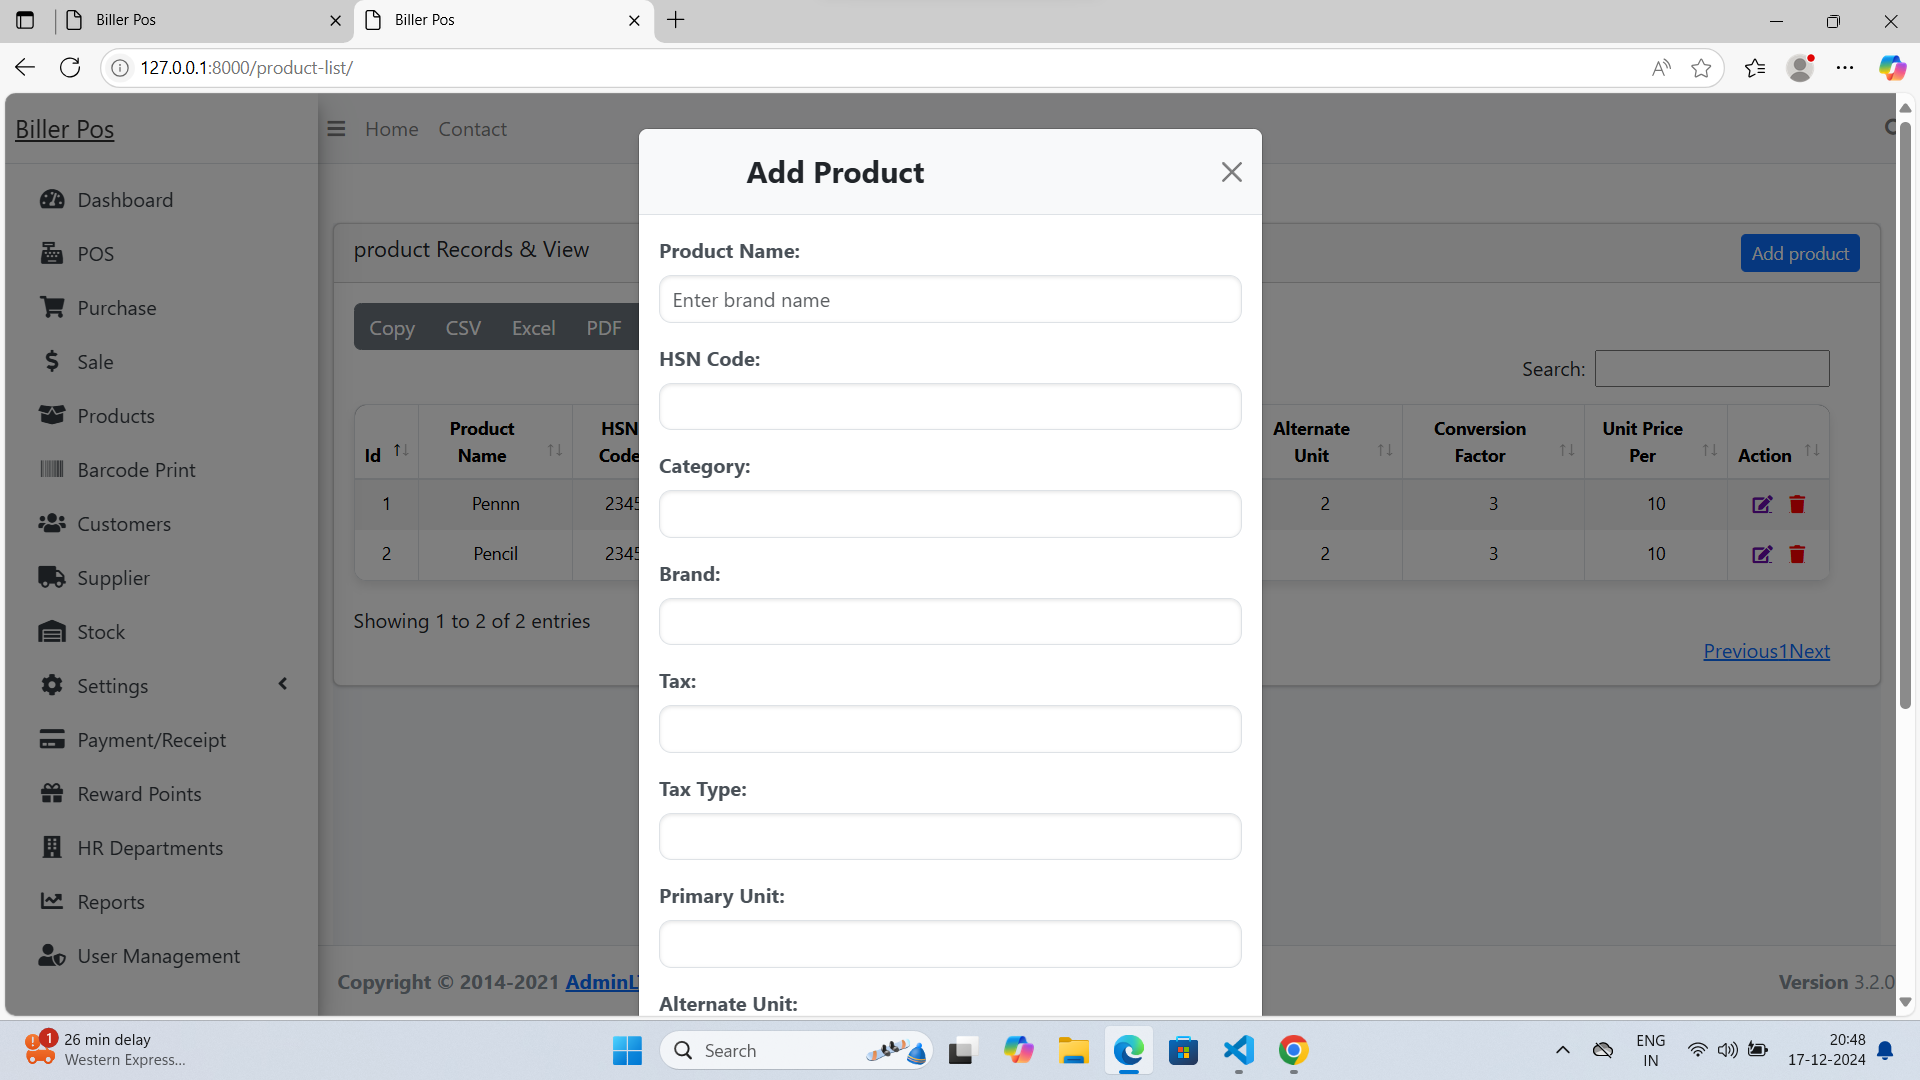 Biller Pos
Biller Pos
127.0.0.1:8000/product-list/
Biller Pos
Home
Contact
Dashboard
POS
Purchase
Sale
Products
Barcode Print
Customers
Supplier
Stock
Settings
Payment/Receipt
Reward Points
HR Departments
Reports
User Management
product Records & View
Add product
Copy CSV Excel PDF
Search:
Id
Product Name
HSN Code
Alternate Unit
Conversion Factor
Unit Price Per
Action
1 Pennn 2345 2 3 10
2 Pencil 2345 2 3 10
Showing 1 to 2 of 2 entries
Previous1Next
Add Product
Product Name:
Enter brand name
HSN Code:
Category:
Brand:
Tax:
Tax Type:
Primary Unit:
Alternate Unit:
Copyright © 2014-2021
Version 3.2.0
1
26 min delay
Western Express...
Search
ENG
IN
20:48
17-12-2024